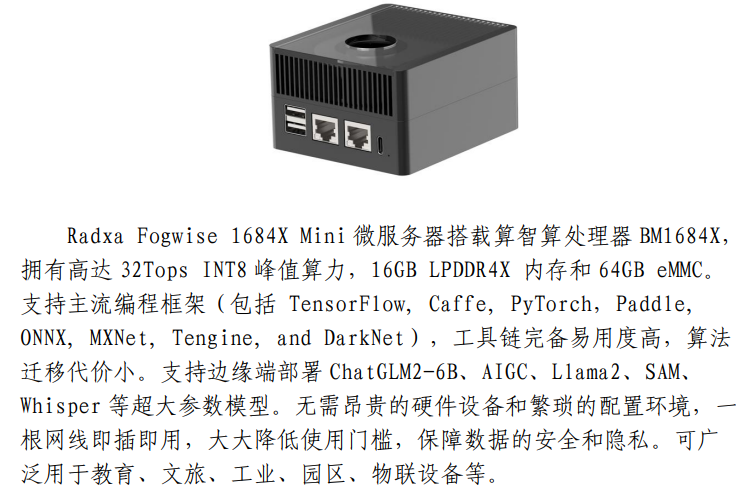 Radxa Fogwise 1684X Mini 微服务器搭载算智算处理器 BM1684X,
拥有高达 32Tops INT8 峰值算力，16GB LPDDR4X 内存和 64GB eMMC。
支持主流编程框架（包括 TensorFlow, Caffe, PyTorch, Paddle,
ONNX, MXNet, Tengine, and DarkNet），工具链完备易用度高，算法
迁移代价小。支持边缘端部署 ChatGLM2-6B、AIGC、Llama2、SAM、
Whisper 等超大参数模型。无需昂贵的硬件设备和繁琐的配置环境，一
根网线即插即用，大大降低使用门槛，保障数据的安全和隐私。可广
泛用于教育、文旅、工业、园区、物联设备等。